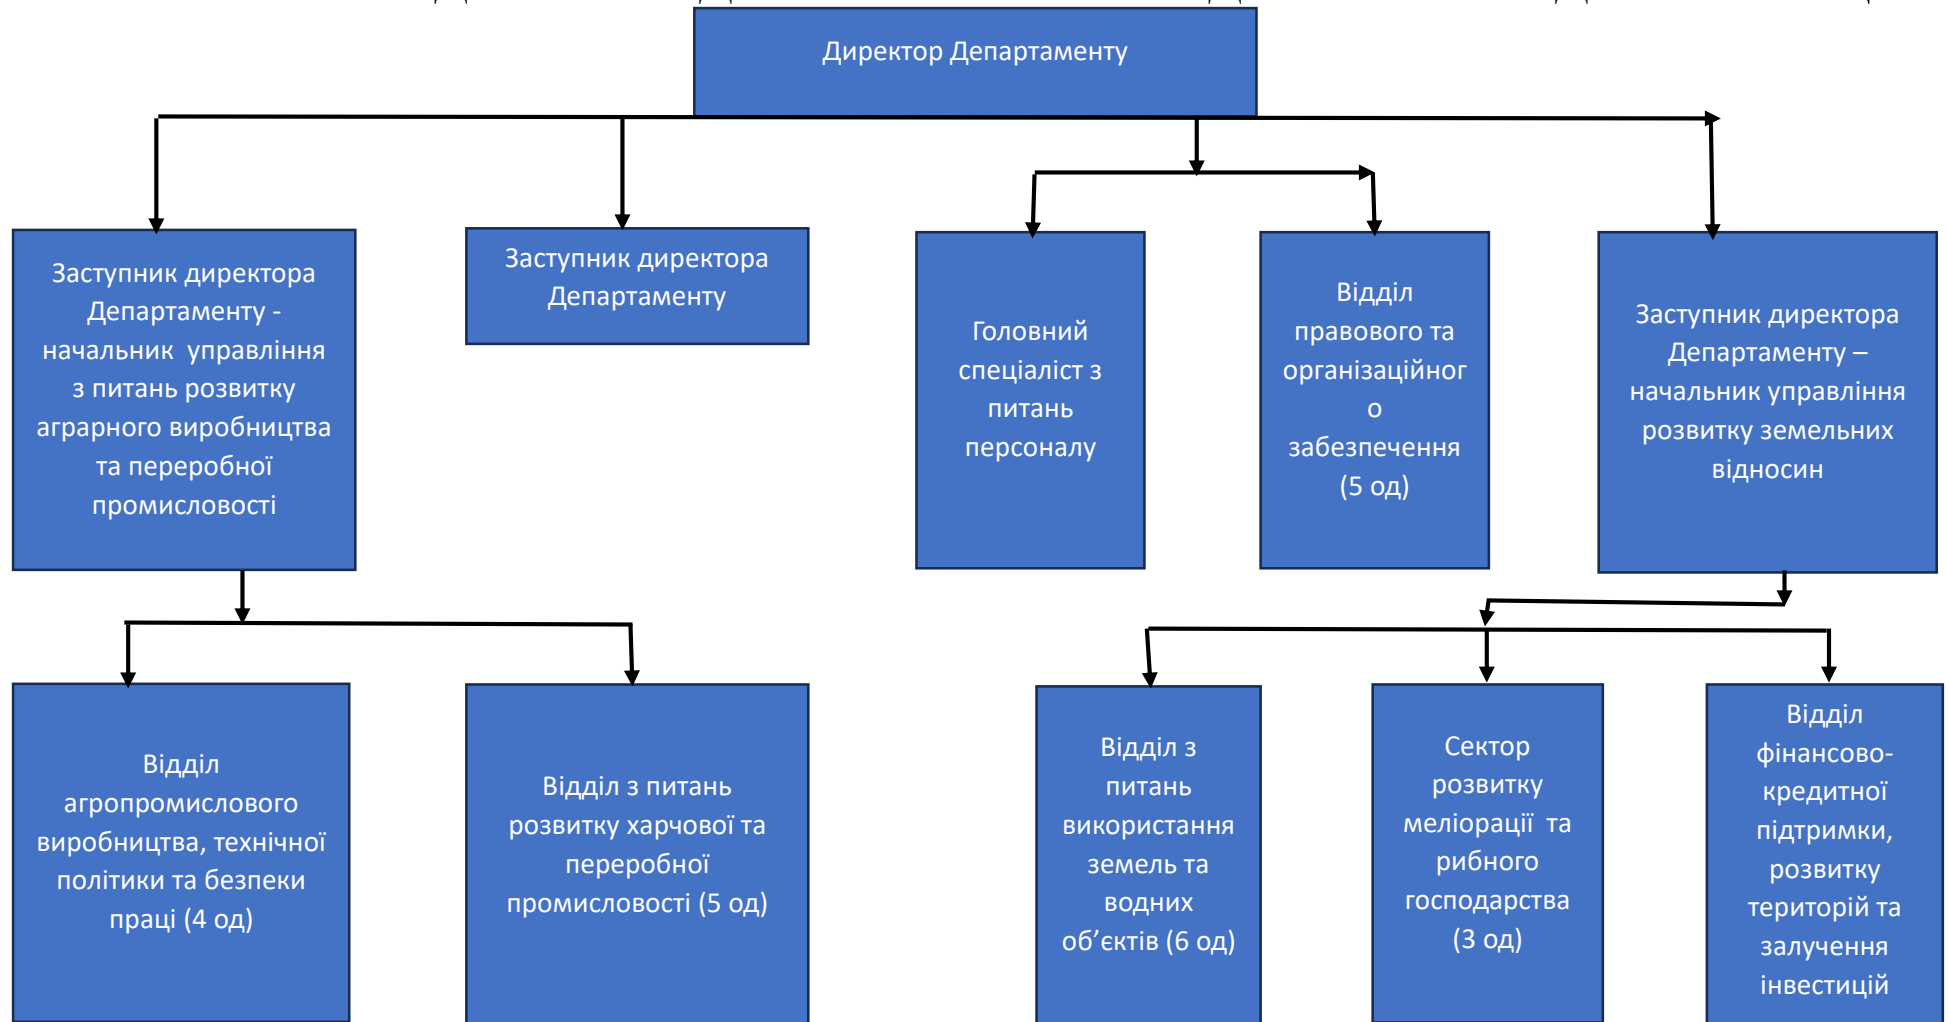 Директор Департаменту
Заступник директора
Департаменту -
начальник управління
з питань розвитку
аграрного виробництва
та переробної
промисловості
Заступник директора
Департаменту
Головний
спеціаліст з
питань
персоналу
Відділ
правового та
організаційног
о
забезпечення
(5 од)
Заступник директора
Департаменту –
начальник управління
розвитку земельних
відносин
Відділ
агропромислового
виробництва, технічної
політики та безпеки
праці (4 од)
Відділ з питань
розвитку харчової та
переробної
промисловості (5 од)
Відділ з
питань
використання
земель та
водних
об’єктів (6 од)
Сектор
розвитку
меліорації та
рибного
господарства
(3 од)
Відділ
фінансово-
кредитної
підтримки,
розвитку
територій та
залучення
інвестицій